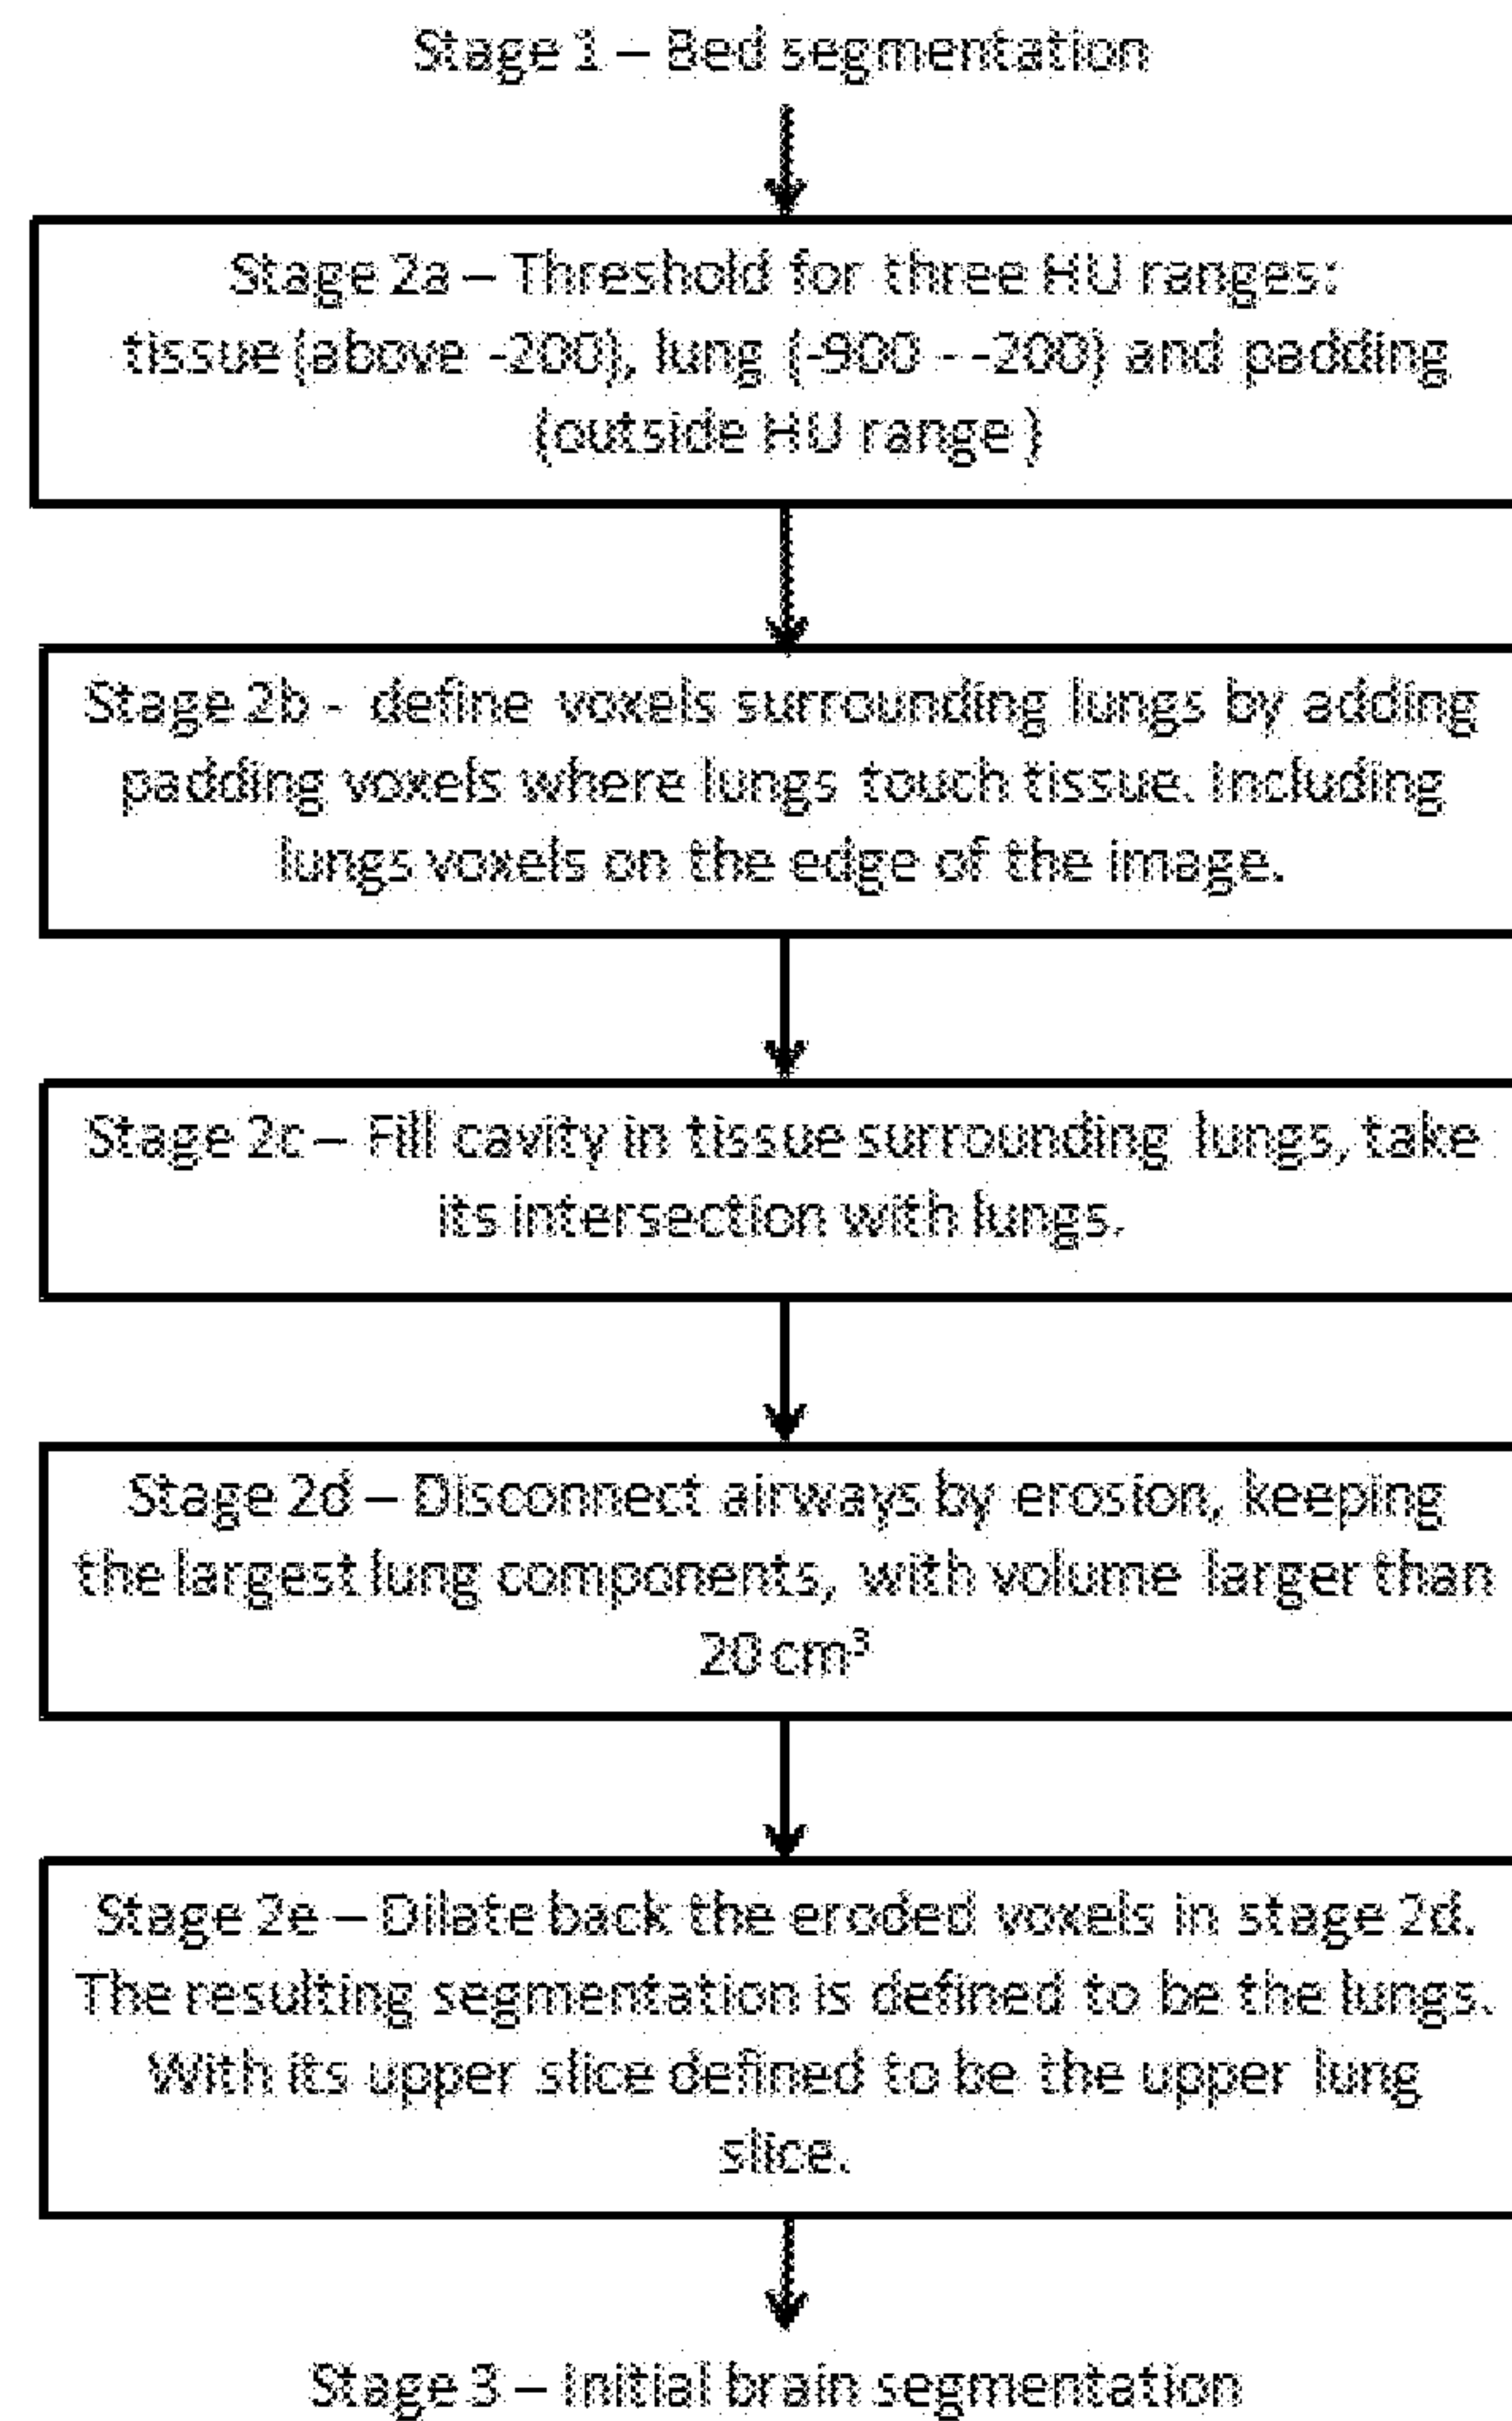 Stage 1 – Bed segmentation
Stage 2a – Threshold for three HU ranges:
tissue (above -200), lung (-900 - -200) and padding
(outside HU range )
Stage 2b - define voxels surrounding lungs by adding
padding voxels where lungs touch tissue. Including
lungs voxels on the edge of the image.
Stage 2c – Fill cavity in tissue surrounding lungs, take
its intersection with lungs.
Stage 2d – Disconnect airways by erosion, keeping
the largest lung components, with volume larger than
20 cm³
Stage 2e – Dilate back the eroded voxels in stage 2d.
The resulting segmentation is defined to be the lungs.
With its upper slice defined to be the upper lung
slice.
Stage 3 – Initial brain segmentation